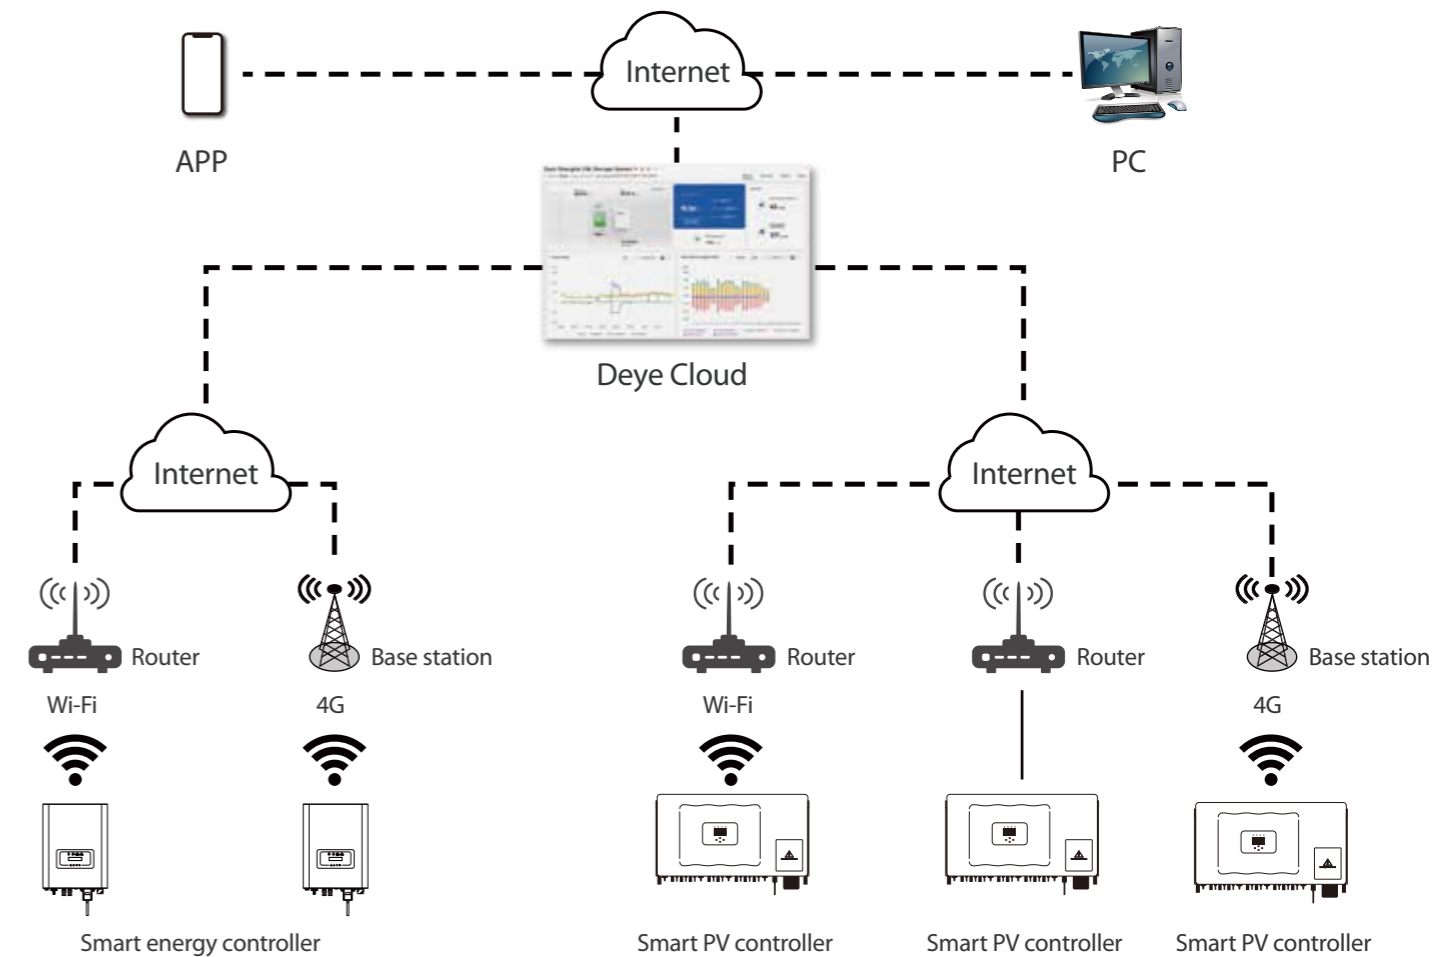 Internet
APP
PC
Deye Cloud
Internet
Internet
Router
Base station
Router
Router
Base station
Wi-Fi
4G
Wi-Fi
4G
Smart energy controller
Smart PV controller
Smart PV controller
Smart PV controller